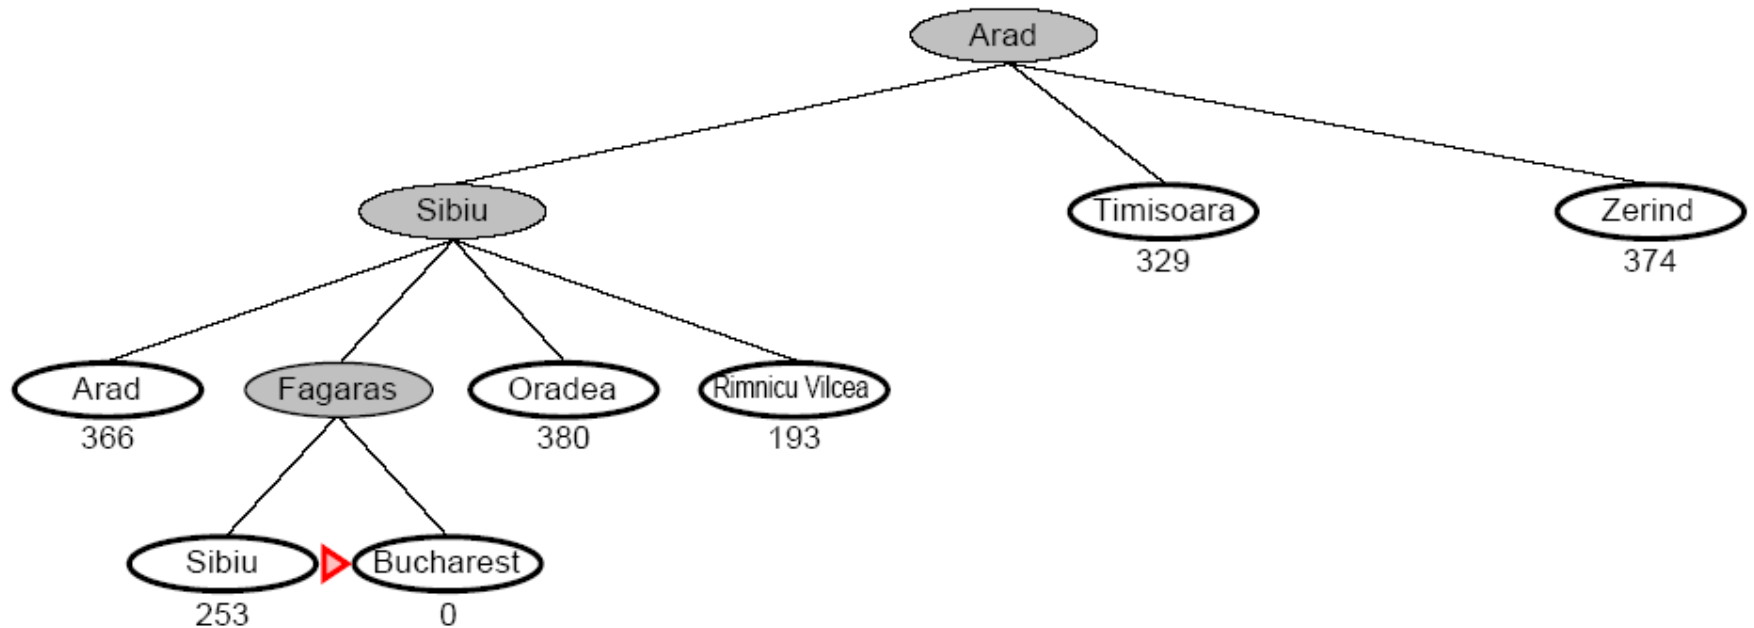 Arad
Sibiu Timisoara Zerind
329 374
Arad Fagaras Oradea Rimnicu Vilcea
366 380 193
Sibiu Bucharest
253 0